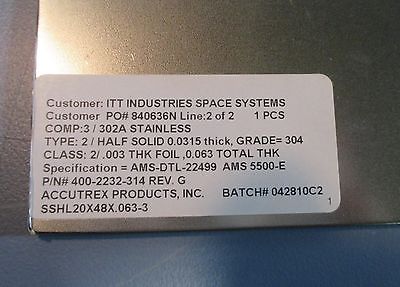 Customer: ITT INDUSTRIES SPACE SYSTEMS
Customer PO# 840636N Line:2 of 2 1 PCS
COMP:3 / 302A STAINLESS
TYPE: 2 / HALF SOLID 0.0315 thick, GRADE= 304
CLASS: 2/ .003 THK FOIL ,0.063 TOTAL THK
Specification = AMS-DTL-22499 AMS 5500-E
P/N# 400-2232-314 REV. G
ACCUTREX PRODUCTS, INC. BATCH# 042810C2
SSHL20X48X.063-3 1